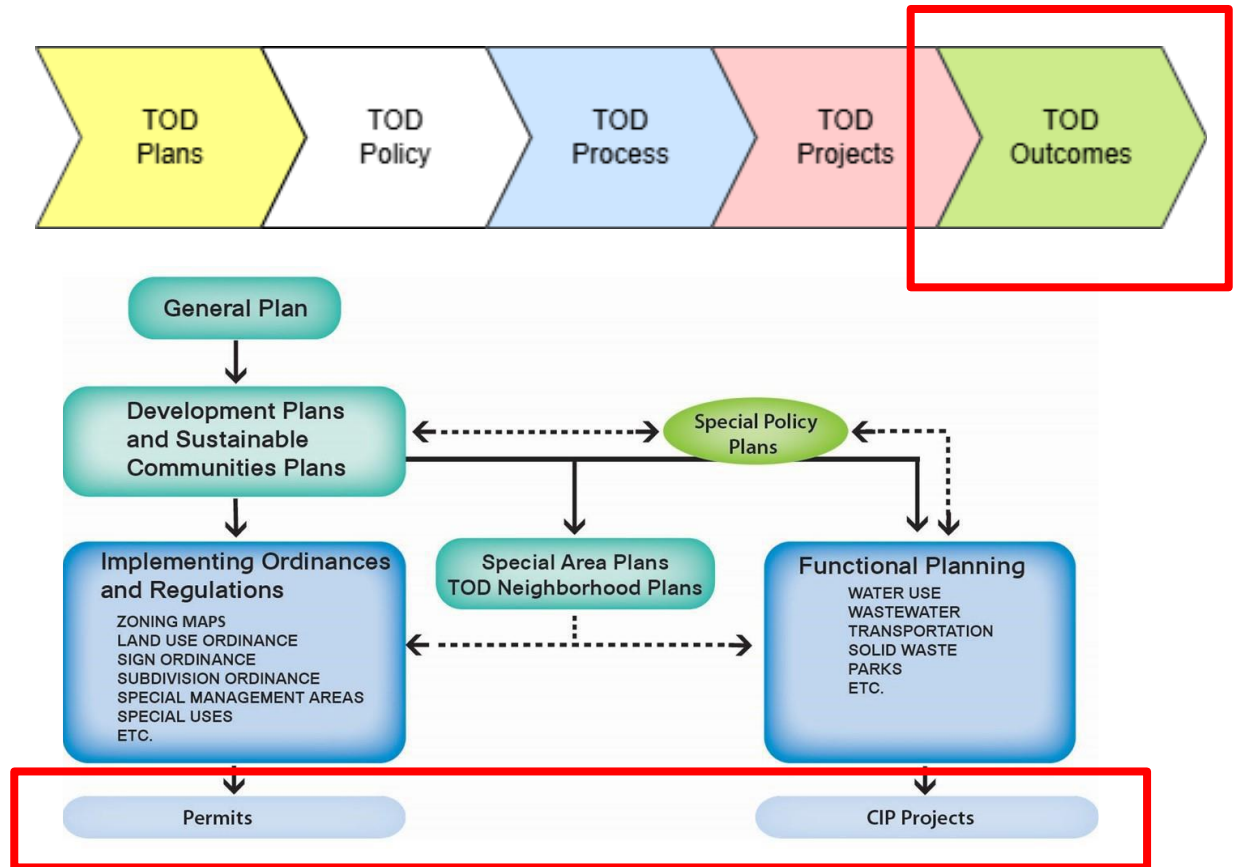 TOD
Plans
TOD
Policy
TOD
Process
TOD
Projects
TOD
Outcomes
General Plan
Development Plans
and Sustainable
Communities Plans
Special Policy
Plans
Implementing Ordinances
and Regulations
ZONING MAPS
LAND USE ORDINANCE
SIGN ORDINANCE
SUBDIVISION ORDINANCE
SPECIAL MANAGEMENT AREAS
SPECIAL USES
ETC.
Special Area Plans
TOD Neighborhood Plans
Functional Planning
WATER USE
WASTEWATER
TRANSPORTATION
SOLID WASTE
PARKS
ETC.
Permits
CIP Projects